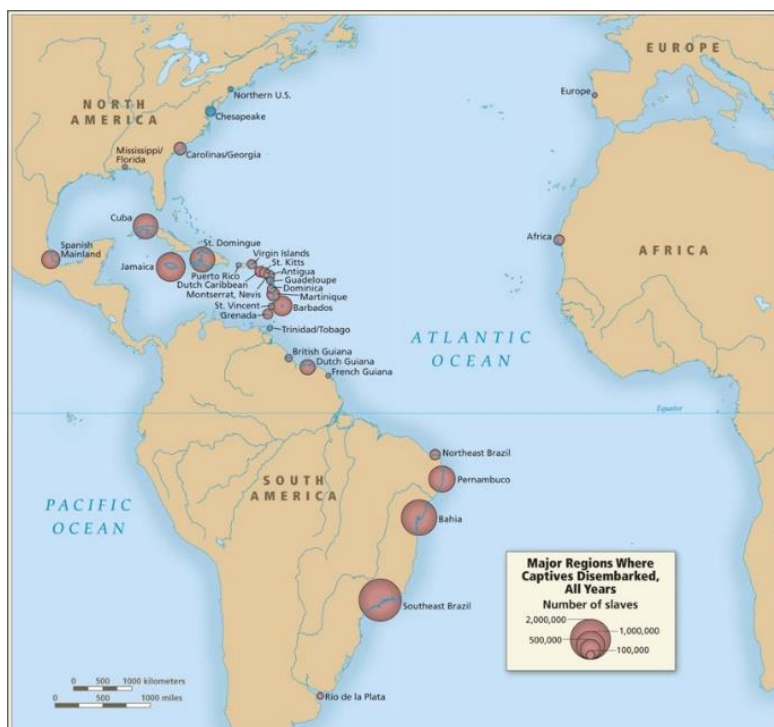 EUROPE
Northern U.S.
Europe
NORTH
AMERICA
Chesapeake
Mississippi/
Florida
Carolinas/Georgia
Cuba
St. Domingue
Africa
AFRICA
Spanish
Mainland
Virgin Islands
St. Kitts
Jamaica
Puerto Rico
Antigua
Dutch Caribbean
Guadeloupe
Dominica
Montserrat, Nevis
Martinique
St. Vincent
Barbados
Grenada
Trinidad/Tobago
ATLANTIC
OCEAN
British Guiana
Dutch Guiana
French Guiana
Equator
Northeast Brazil
SOUTH
AMERICA
Pernambuco
PACIFIC
OCEAN
Bahia
Major Regions Where
Captives Disembarked,
All Years
Number of slaves
2,000,000
1,000,000
500,000
100,000
Southeast Brazil
0 500 1000 kilometers
0 500 1000 miles
Rio de la Plata